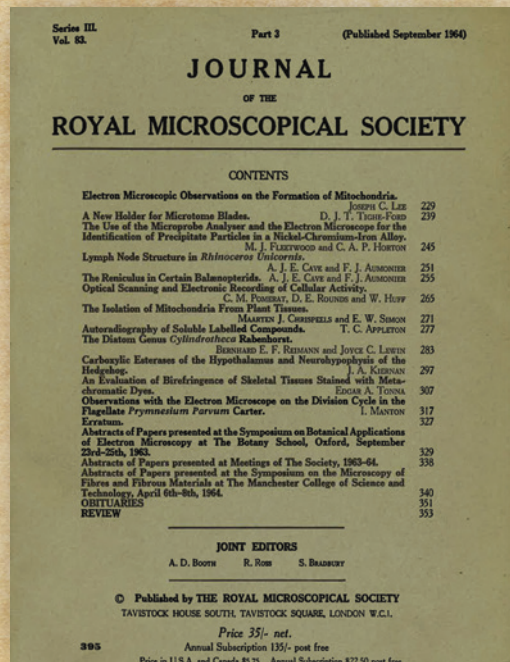 Series III.
Vol. 83.
Part 3
(Published September 1964)
JOURNAL
OF THE
ROYAL MICROSCOPICAL SOCIETY
CONTENTS
Electron Microscopic Observations on the Formation of Mitochondria.
JOSEPH C. LEE 229
A New Holder for Microtome Blades. D. J. T. TIGHE-FORD 239
The Use of the Microprobe Analyser and the Electron Microscope for the
Identification of Precipitate Particles in a Nickel-Chromium-Iron Alloy.
M. J. FLEETWOOD and C. A. P. HORTON 245
Lymph Node Structure in Rhinoceros Unicornis.
A. J. E. CAVE and F. J. AUMONIER 251
The Reniculus in Certain Balænopterids. A. J. E. CAVE and F. J. AUMONIER 255
Optical Scanning and Electronic Recording of Cellular Activity.
C. M. POMERAT, D. E. ROUNDS and W. HUFF 265
The Isolation of Mitochondria From Plant Tissues.
MAARTEN J. CHRISPEELS and E. W. SIMON 271
Autoradiography of Soluble Labelled Compounds. T. C. APPLETON 277
The Diatom Genus Cylindrotheca Rabenhorst.
BERNHARD E. F. REIMANN and JOYCE C. LEWIN 283
Carboxylic Esterases of the Hypothalamus and Neurohypophysis of the
Hedgehog. J. A. KIERNAN 297
An Evaluation of Birefringence of Skeletal Tissues Stained with Meta-
chromatic Dyes. EDGAR A. TONNA 307
Observations with the Electron Microscope on the Division Cycle in the
Flagellate Prymnesium Parvum Carter. I. MANTON 317
Erratum. 327
Abstracts of Papers presented at the Symposium on Botanical Applications
of Electron Microscopy at The Botany School, Oxford, September
23rd-25th, 1963. 329
Abstracts of Papers presented at Meetings of The Society, 1963-64. 338
Abstracts of Papers presented at the Symposium on the Microscopy of
Fibres and Fibrous Materials at The Manchester College of Science and
Technology, April 6th-8th, 1964. 340
OBITUARIES 351
REVIEW 353
JOINT EDITORS
A. D. BOOTH R. ROSS S. BRADBURY
© Published by THE ROYAL MICROSCOPICAL SOCIETY
TAVISTOCK HOUSE SOUTH, TAVISTOCK SQUARE, LONDON W.C.1.
Price 35/- net.
395
Annual Subscription 135/- post free
Price in U.S.A. and Canada $5.75 Annual Subscription $22.50 post free